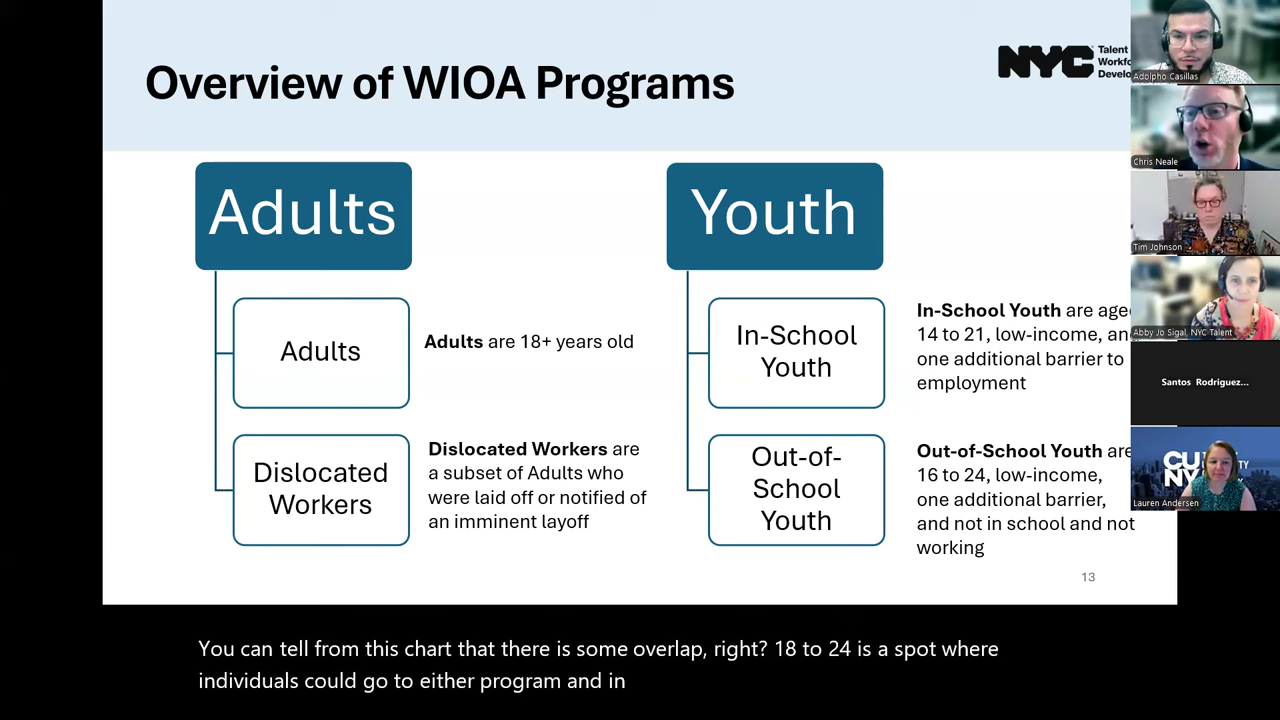 Overview of WIOA Programs
NYC Talent
Workfo
Develo
Adults
Adults
Adults are 18+ years old
Dislocated
Workers
Dislocated Workers are
a subset of Adults who
were laid off or notified of
an imminent layoff
Youth
In-School
Youth
In-School Youth are age
14 to 21, low-income, an
one additional barrier to
employment
Out-of-
School
Youth
Out-of-School Youth are
16 to 24, low-income,
one additional barrier,
and not in school and not
working
13
Adolpho Casillas
Chris Neale
Tim Johnson
Abby Jo Sigal, NYC Talent
Santos Rodriguez...
CU
NY
Lauren Andersen
You can tell from this chart that there is some overlap, right? 18 to 24 is a spot where
individuals could go to either program and in